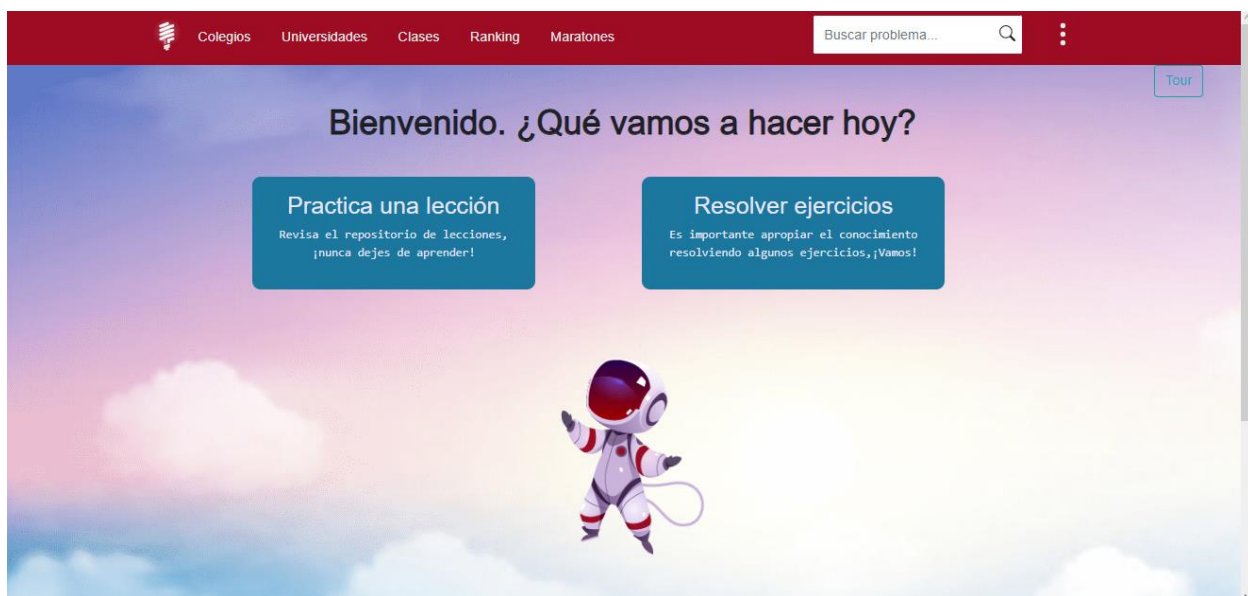 Colegios Universidades Clases Ranking Maratones Buscar problema...
Tour
Bienvenido. ¿Qué vamos a hacer hoy?
Practica una lección
Revisa el repositorio de lecciones,
¡nunca dejes de aprender!
Resolver ejercicios
Es importante apropiar el conocimiento
resolviendo algunos ejercicios,¡Vamos!